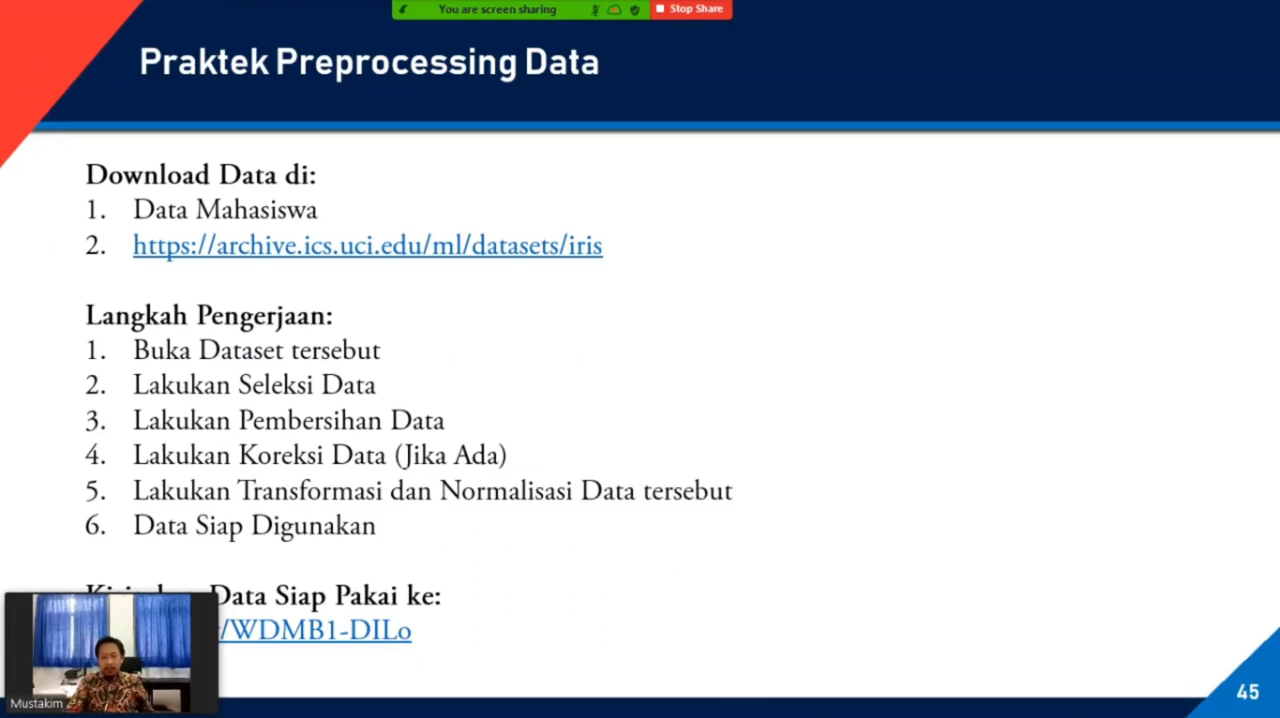 You are screen sharing
Stop Share
Praktek Preprocessing Data
Download Data di:
1. Data Mahasiswa
2. https://archive.ics.uci.edu/ml/datasets/iris
Langkah Pengerjaan:
1. Buka Dataset tersebut
2. Lakukan Seleksi Data
3. Lakukan Pembersihan Data
4. Lakukan Koreksi Data (Jika Ada)
5. Lakukan Transformasi dan Normalisasi Data tersebut
6. Data Siap Digunakan
Data Siap Pakai ke:
/WDMB1-DILo
Mustakim
45